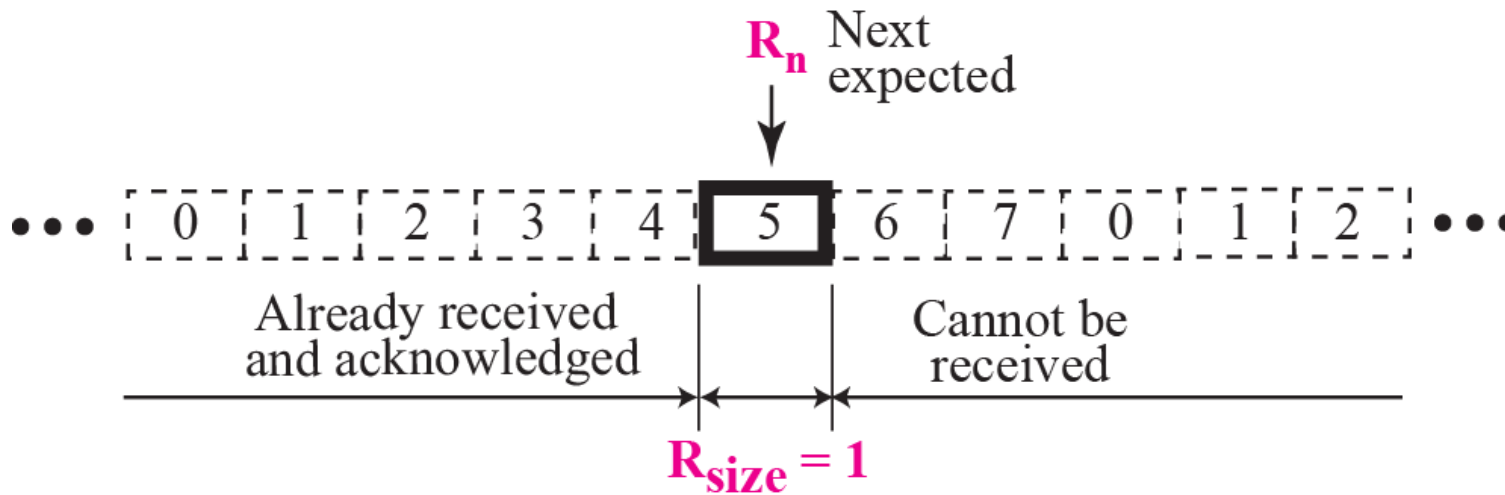 Rn Next
expected
••• 0 1 2 3 4 5 6 7 0 1 2 •••
Already received
and acknowledged
Cannot be
received
Rsize = 1